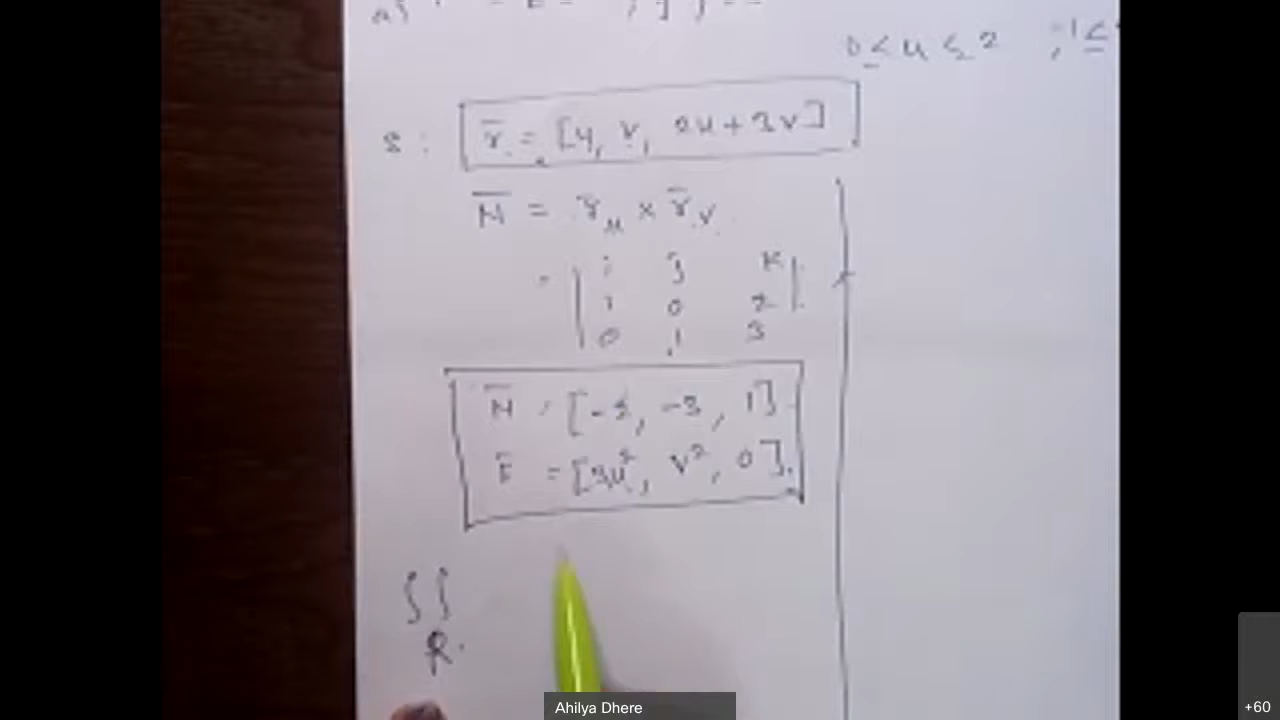 0 ≤ u ≤ 2 , -1 ≤
S : r̄ = [u, v, 2u + 3v]
N̄ = r̄u × r̄v
= | i j k |
1 0 2
0 1 3
N̄ = [-2, -3, 1]
F̄ = [3u², v², 0].
∫∫
R.
Ahilya Dhere
+60